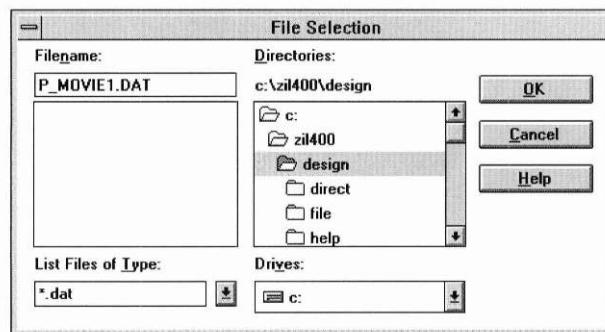 File Selection
Filename:
P_MOVIE1.DAT
List Files of Type:
*.dat
Directories:
c:\zil400\design
c:
zil400
design
direct
file
help
Drives:
c:
OK
Cancel
Help